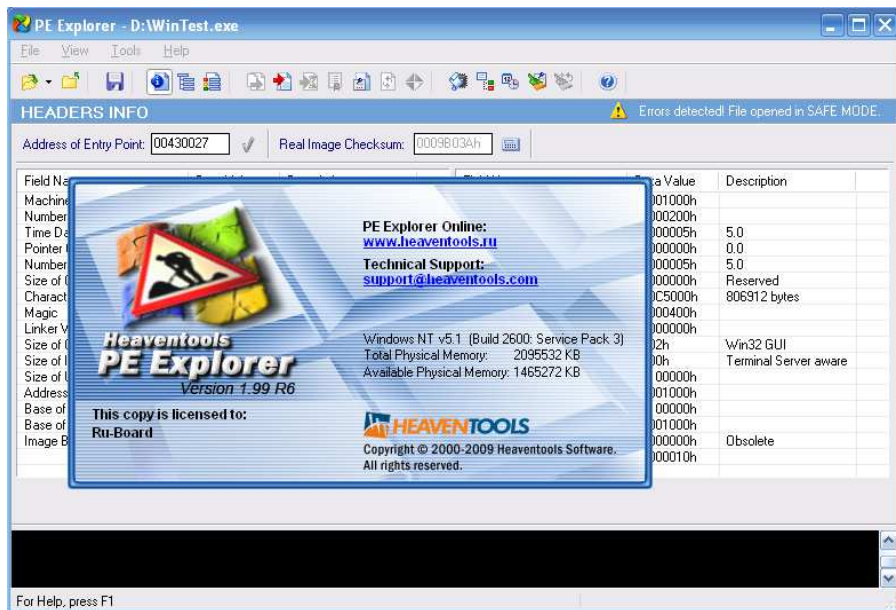 PE Explorer - D:\WinTest.exe
File View Tools Help
HEADERS INFO
Errors detected! File opened in SAFE MODE.
Address of Entry Point: 00430027
Real Image Checksum: 0009B03Ah
Field Na
Machine
Number
Time Da
Pointer
Number
Size of
Charact
Magic
Linker V
Size of
Size of I
Size of
Address
Base of
Base of
Image B
Heaventools
PE Explorer
Version 1.99 R6
This copy is licensed to:
Ru-Board
PE Explorer Online:
www.heaventools.ru
Technical Support:
support@heaventools.com
Windows NT v5.1 (Build 2600: Service Pack 3)
Total Physical Memory: 2095532 KB
Available Physical Memory: 1465272 KB
HEAVENTOOLS
Copyright © 2000-2009 Heaventools Software.
All rights reserved.
a Value Description
001000h
000200h
000005h 5.0
000000h 0.0
000005h 5.0
000000h Reserved
0C5000h 806912 bytes
000400h
000000h
02h Win32 GUI
00h Terminal Server aware
00000h
001000h
00000h
001000h
000000h Obsolete
000010h
For Help, press F1